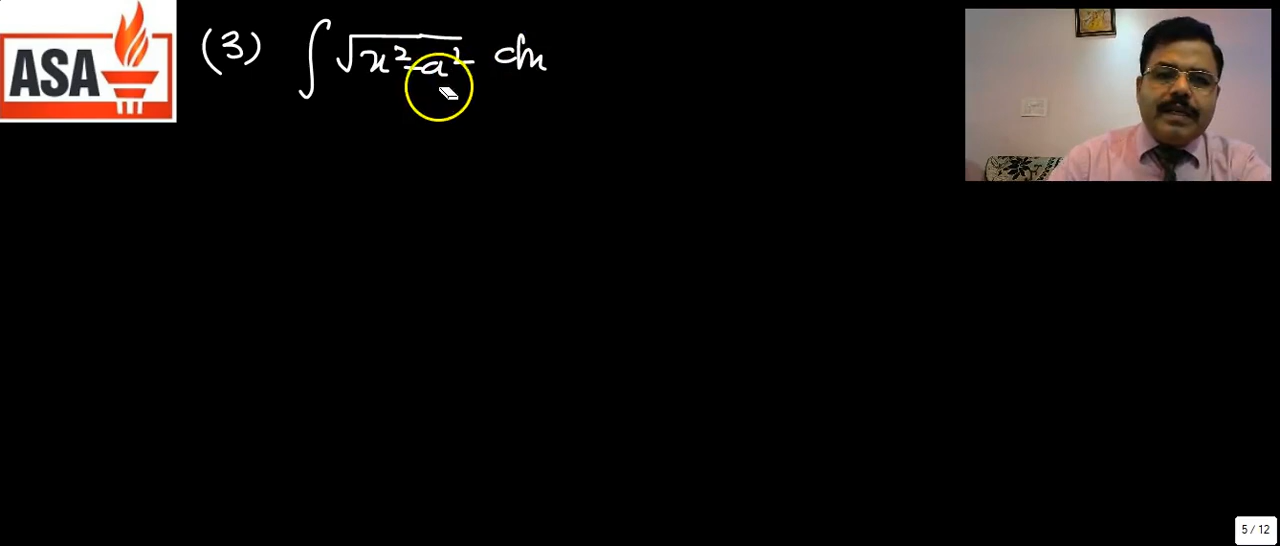 ASA
(3) ∫ √x²-a² dx
5 / 12